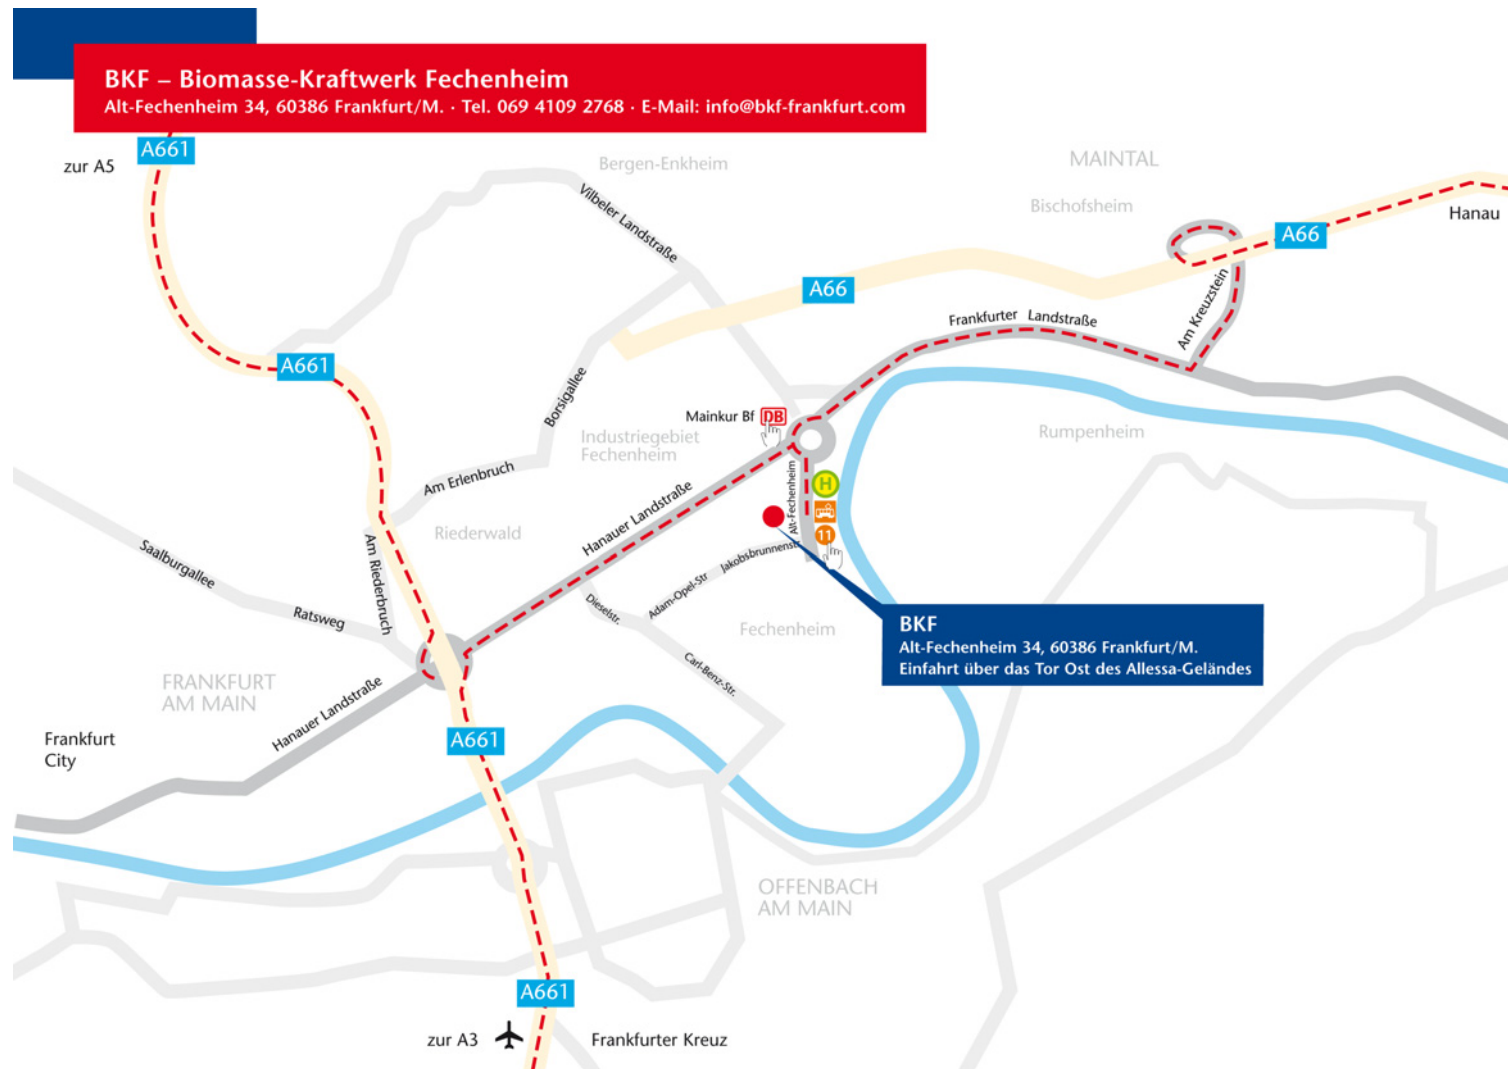 BKF – Biomasse-Kraftwerk Fechenheim
Alt-Fechenheim 34, 60386 Frankfurt/M. · Tel. 069 4109 2768 · E-Mail: info@bkf-frankfurt.com
A661
zur A5
Bergen-Enkheim
MAINTAL
Vilbeler Landstraße
Bischofsheim
Hanau
A66
A66
Am Kreuzstein
Frankfurter Landstraße
A661
Borsigallee
Mainkur Bf
DB
Industriegebiet
Fechenheim
Rumpenheim
Am Erlenbruch
Alt-Fechenheim
H
Hanauer Landstraße
11
Riederwald
Am Riederbruch
Saalburgallee
Jakobsbrunnenstr.
Adam-Opel-Str
Dieselstr.
Ratsweg
Fechenheim
BKF
Alt-Fechenheim 34, 60386 Frankfurt/M.
Einfahrt über das Tor Ost des Allessa-Geländes
Carl-Benz-Str.
FRANKFURT
AM MAIN
Hanauer Landstraße
Frankfurt
City
A661
OFFENBACH
AM MAIN
A661
zur A3
Frankfurter Kreuz